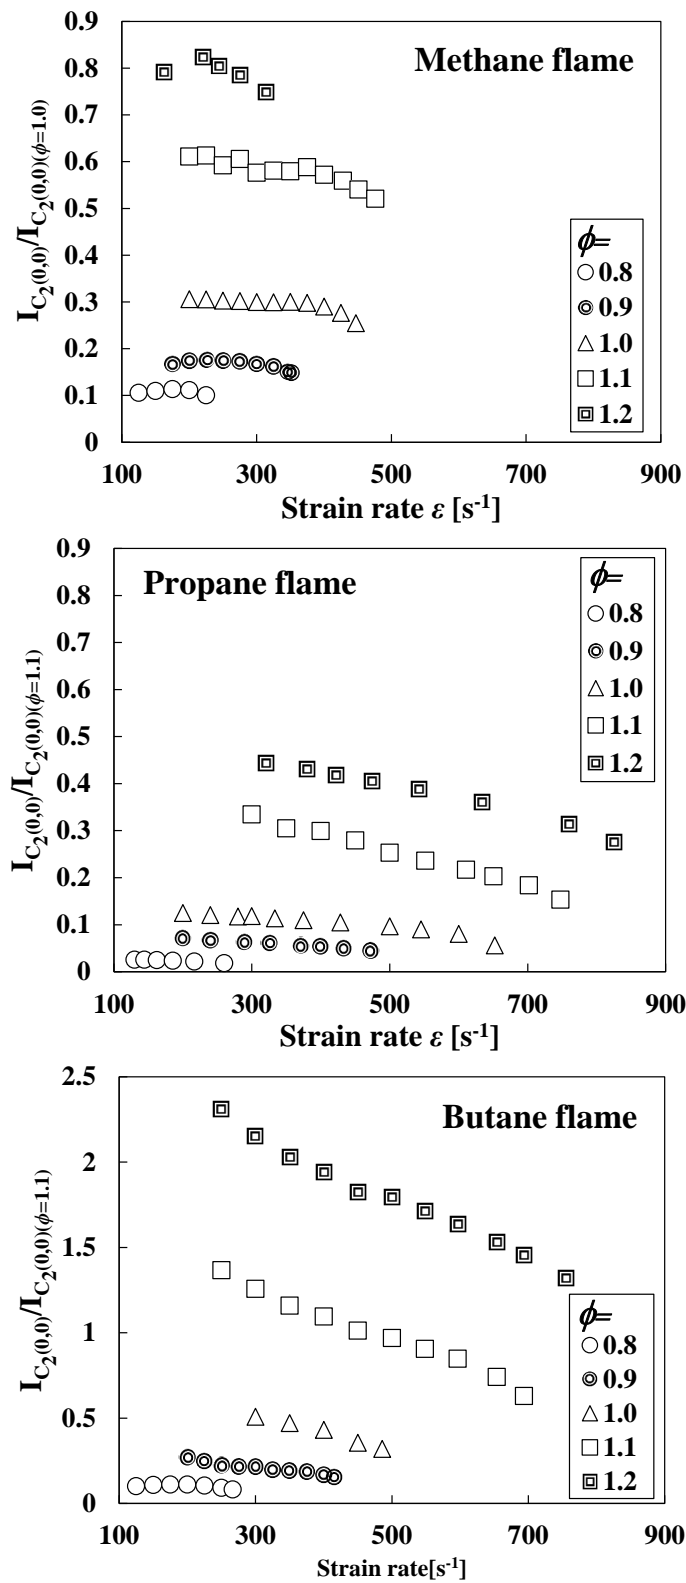 0.9
Methane flame
0.8
0.7
0.6
0.5
0.4
0.3
0.2
0.1
0
I_C2(0,0)/I_C2(0,0)(ϕ=1.0)
ϕ=
0.8
0.9
1.0
1.1
1.2
100 300 500 700 900
Strain rate ε [s-1]
0.9
Propane flame
0.8
0.7
0.6
0.5
0.4
0.3
0.2
0.1
0
I_C2(0,0)/I_C2(0,0)(ϕ=1.1)
ϕ=
0.8
0.9
1.0
1.1
1.2
100 300 500 700 900
Strain rate ε [s-1]
2.5
Butane flame
2
1.5
1
0.5
0
I_C2(0,0)/I_C2(0,0)(ϕ=1.1)
ϕ=
0.8
0.9
1.0
1.1
1.2
100 300 500 700 900
Strain rate[s-1]